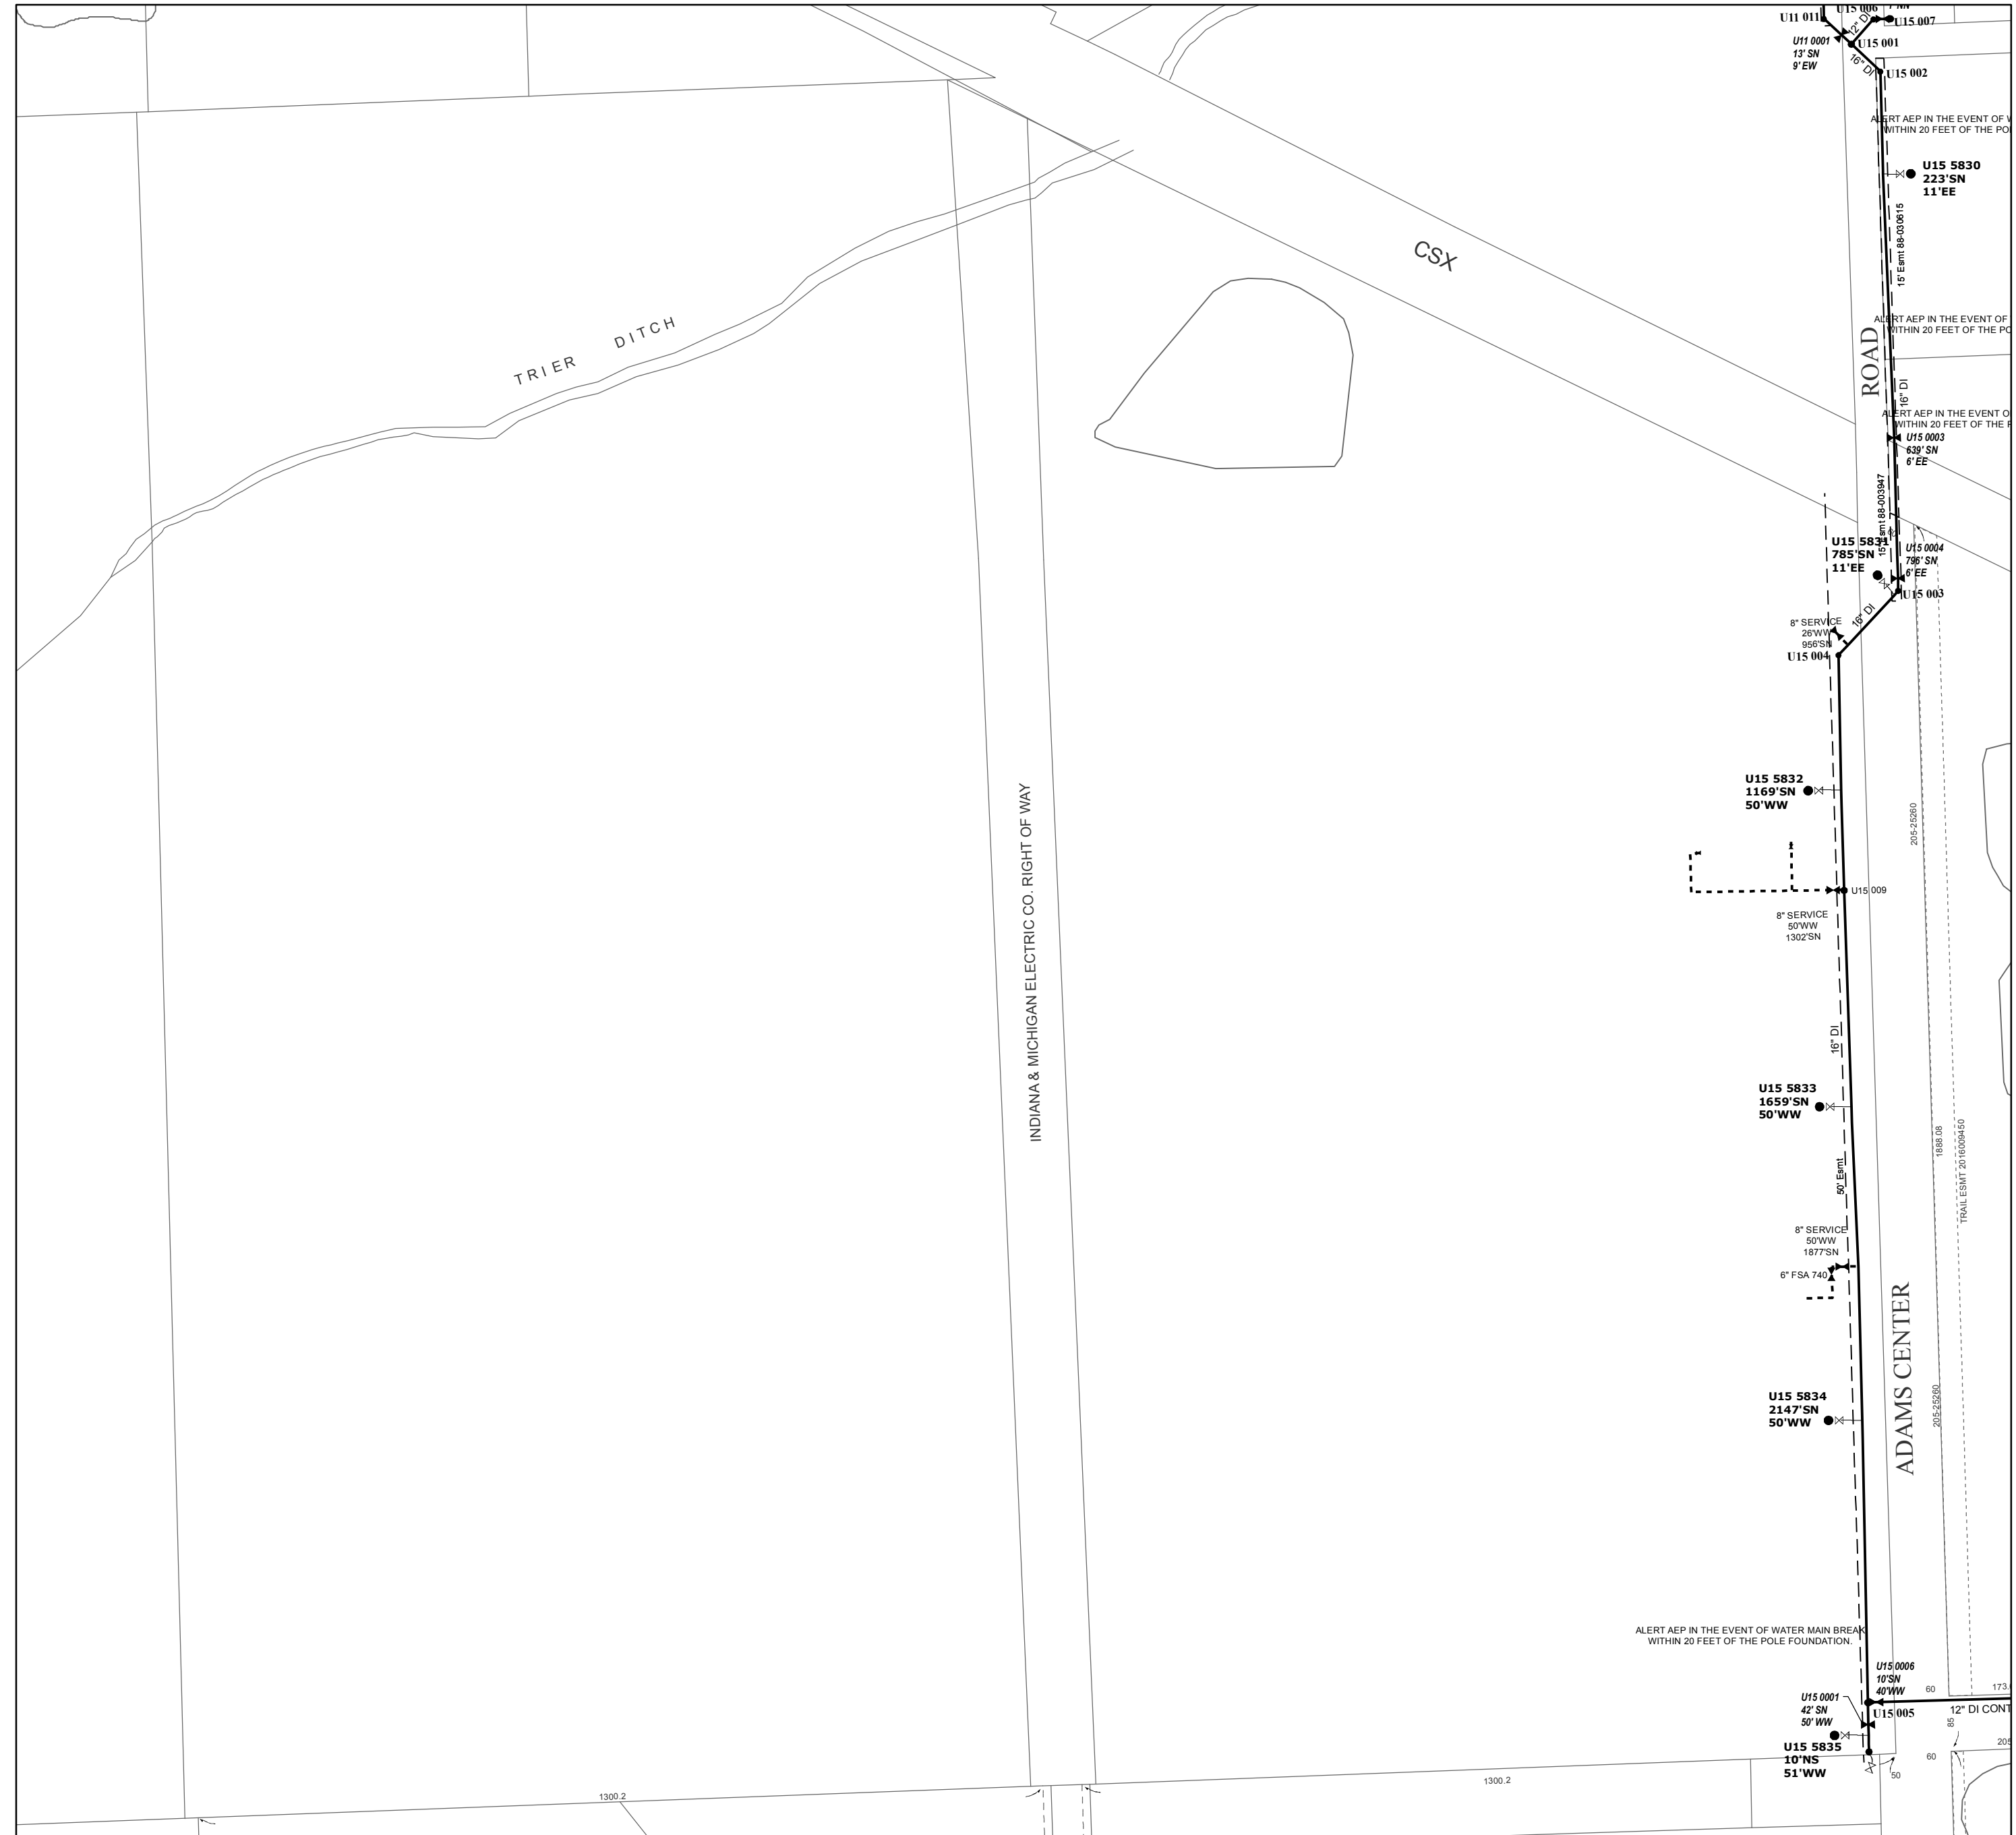 U15 006
U11 011
U15 007
12" DI
U11 0001
13' SN
9' EW
U15 001
16" DI
U15 002
ALERT AEP IN THE EVENT OF
WITHIN 20 FEET OF THE
U15 5830
223'SN
11'EE
15' Esmt 88-030615
CSX
TRIER DITCH
ALERT AEP IN THE EVENT OF
WITHIN 20 FEET OF THE
ROAD
16" DI
ALERT AEP IN THE EVENT
WITHIN 20 FEET OF THE
U15 0003
639' SN
6' EE
15' Esmt 88-003947
U15 5831
785'SN
11'EE
U15 0004
796' SN
6' EE
U15 003
16" DI
8" SERVICE
26'WW
956'SN
U15 004
U15 5832
1169'SN
50'WW
205-25260
U15 009
8" SERVICE
50'WW
1302'SN
INDIANA & MICHIGAN ELECTRIC CO. RIGHT OF WAY
16" DI
U15 5833
1659'SN
50'WW
1888.08
TRAIL ESMT 2016009450
50' Esmt
8" SERVICE
50'WW
1877'SN
6" FSA 740
ADAMS CENTER
U15 5834
2147'SN
50'WW
205-25260
ALERT AEP IN THE EVENT OF WATER MAIN BREAK
WITHIN 20 FEET OF THE POLE FOUNDATION.
U15 0006
10'SN
40'WW
60
173.
U15 0001
42' SN
50' WW
U15 005
12" DI CONT
85
205
U15 5835
10'NS
51'WW
60
50
1300.2
1300.2